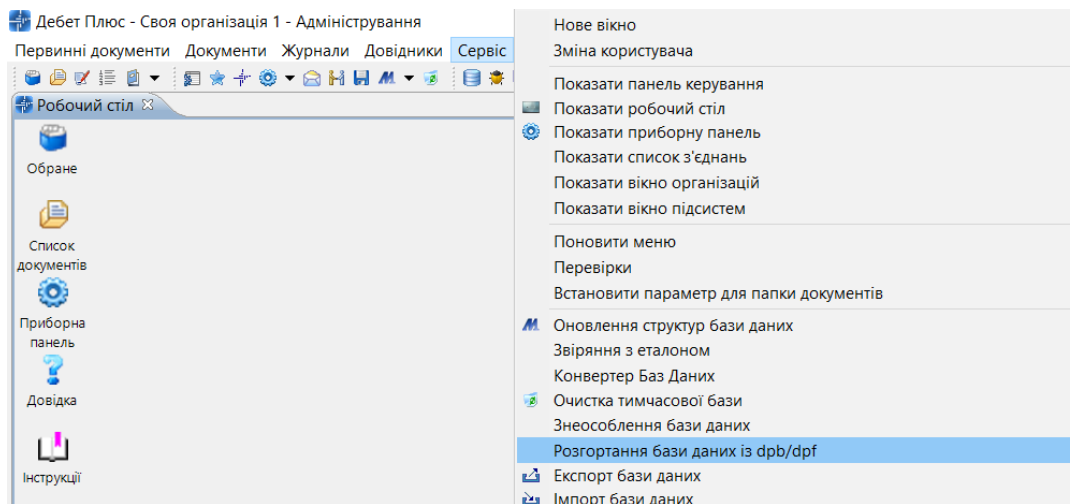 Дебет Плюс - Своя організація 1 - Адміністрування
Первинні документи Документи Журнали Довідники Сервіс
Робочий стіл
Обране
Список
документів
Приборна
панель
Довідка
Інструкції
Нове вікно
Зміна користувача
Показати панель керування
Показати робочий стіл
Показати приборну панель
Показати список з'єднань
Показати вікно організацій
Показати вікно підсистем
Поновити меню
Перевірки
Встановити параметр для папки документів
Оновлення структур бази даних
Звіряння з еталоном
Конвертер Баз Даних
Очистка тимчасової бази
Знеособлення бази даних
Розгортання бази даних із dpb/dpf
Експорт бази даних
Імпорт бази даних